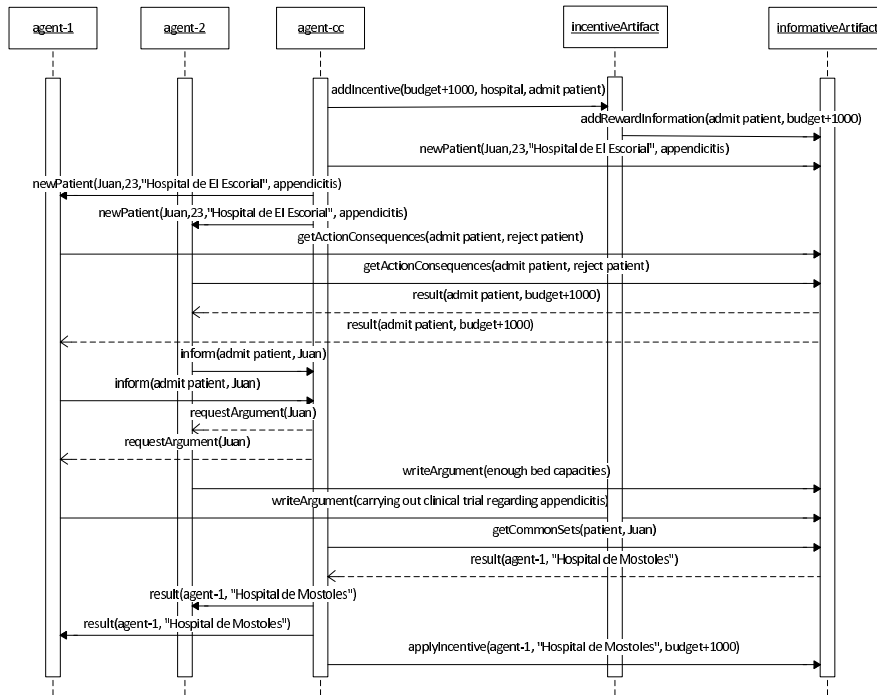 agent-1
agent-2
agent-cc
incentiveArtifact
informativeArtifact
addIncentive(budget+1000, hospital, admit patient)
addRewardInformation(admit patient, budget+1000)
newPatient(Juan,23,"Hospital de El Escorial", appendicitis)
newPatient(Juan,23,"Hospital de El Escorial", appendicitis)
newPatient(Juan,23,"Hospital de El Escorial", appendicitis)
getActionConsequences(admit patient, reject patient)
getActionConsequences(admit patient, reject patient)
result(admit patient, budget+1000)
result(admit patient, budget+1000)
inform(admit patient, Juan)
inform(admit patient, Juan)
requestArgument(Juan)
requestArgument(Juan)
writeArgument(enough bed capacities)
writeArgument(carrying out clinical trial regarding appendicitis)
getCommonSets(patient, Juan)
result(agent-1, "Hospital de Mostoles")
result(agent-1, "Hospital de Mostoles")
result(agent-1, "Hospital de Mostoles")
applyIncentive(agent-1, "Hospital de Mostoles", budget+1000)